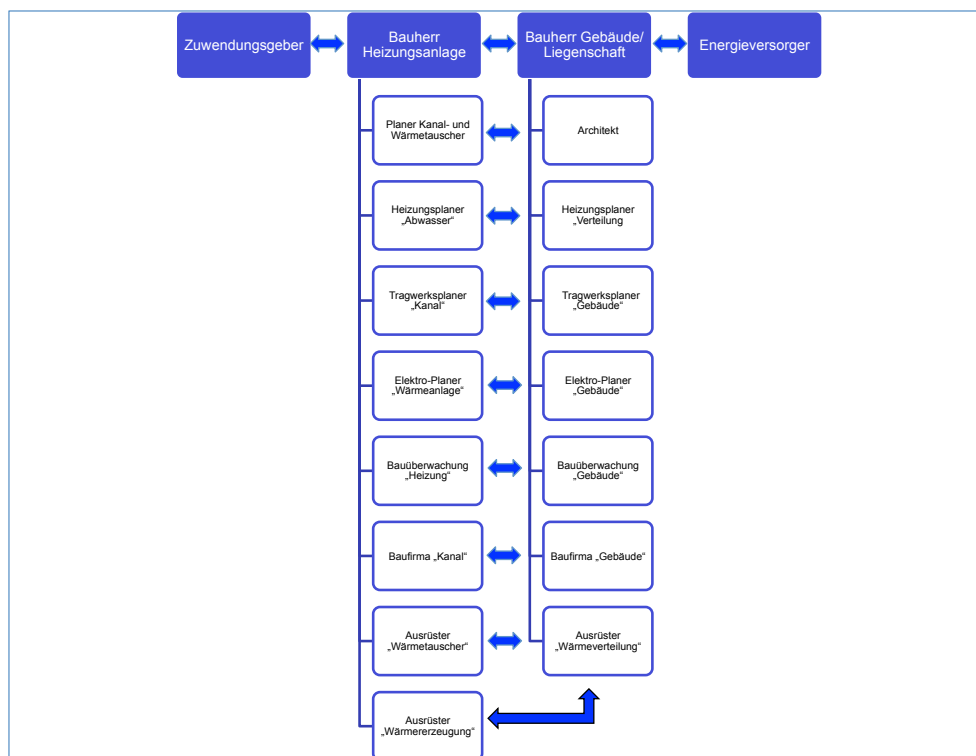 Zuwendungsgeber
Bauherr
Heizungsanlage
Bauherr Gebäude/
Liegenschaft
Energieversorger
Planer Kanal- und
Wärmetauscher
Architekt
Heizungsplaner
„Abwasser“
Heizungsplaner
„Verteilung
Tragwerksplaner
„Kanal“
Tragwerksplaner
„Gebäude“
Elektro-Planer
„Wärmeanlage“
Elektro-Planer
„Gebäude“
Bauüberwachung
„Heizung“
Bauüberwachung
„Gebäude“
Baufirma „Kanal“
Baufirma „Gebäude“
Ausrüster
„Wärmetauscher“
Ausrüster
„Wärmeverteilung“
Ausrüster
„Wärmererzeugung“